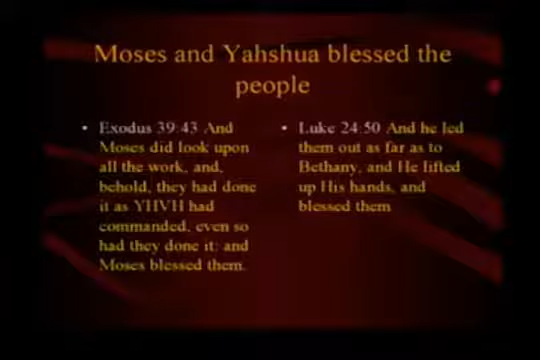 Moses and Yahshua blessed the
people
• Exodus 39:43 And
Moses did look upon
all the work, and,
behold, they had done
it as YHVH had
commanded, even so
had they done it: and
Moses blessed them.
• Luke 24:50 And he led
them out as far as to
Bethany, and He lifted
up His hands, and
blessed them